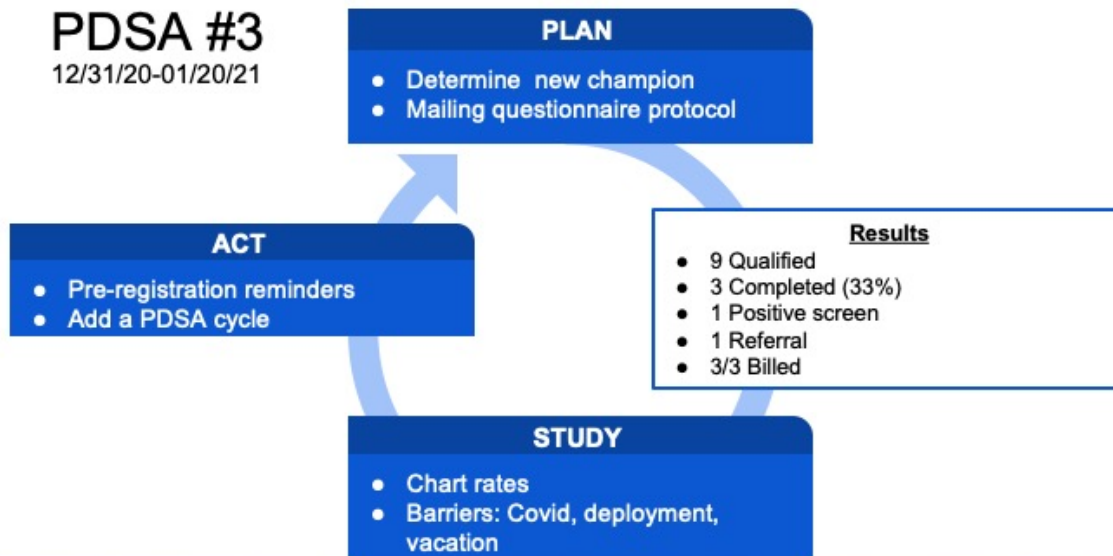 PDSA #3
12/31/20-01/20/21
PLAN
● Determine new champion
● Mailing questionnaire protocol
Results
● 9 Qualified
● 3 Completed (33%)
● 1 Positive screen
● 1 Referral
● 3/3 Billed
ACT
● Pre-registration reminders
● Add a PDSA cycle
STUDY
● Chart rates
● Barriers: Covid, deployment,
vacation